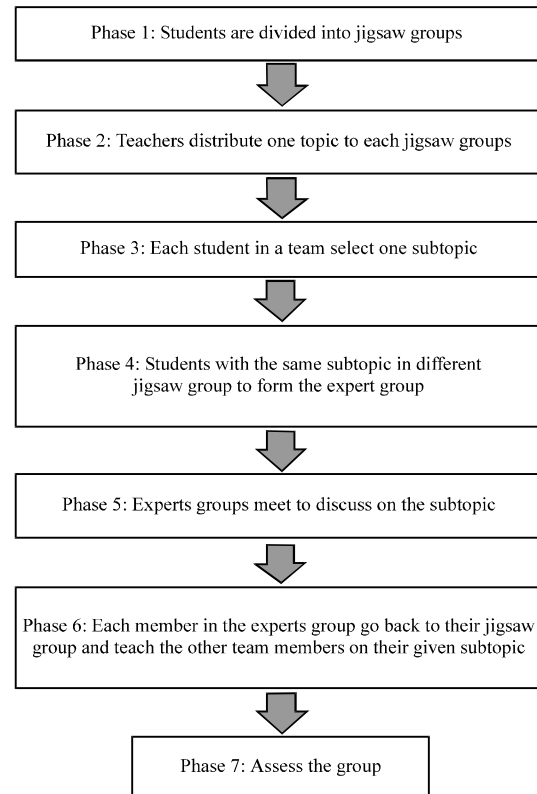 Phase 1: Students are divided into jigsaw groups
Phase 2: Teachers distribute one topic to each jigsaw groups
Phase 3: Each student in a team select one subtopic
Phase 4: Students with the same subtopic in different
jigsaw group to form the expert group
Phase 5: Experts groups meet to discuss on the subtopic
Phase 6: Each member in the experts group go back to their jigsaw
group and teach the other team members on their given subtopic
Phase 7: Assess the group